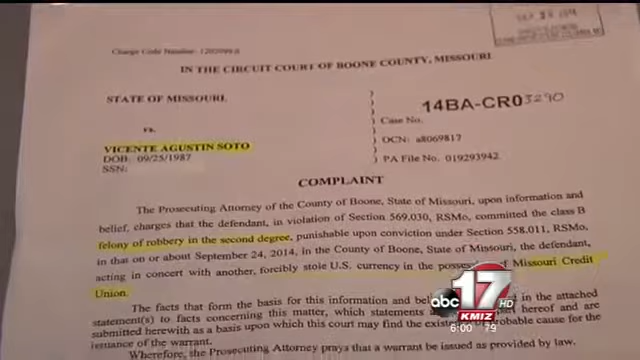 Charge Code Number:
IN THE CIRCUIT COURT OF BOONE COUNTY, MISSOURI
STATE OF MISSOURI,
vs.
VICENTE AGUSTIN SOTO
DOB: 09/25/1987
SSN:
)
)
)
)
)
14BA-CR03290
Case No.
OCN: a8069817
PA File No. 019293942
COMPLAINT
The Prosecuting Attorney of the County of Boone, State of Missouri, upon information and
belief, charges that the defendant, in violation of Section 569.030, RSMo, committed the class B
felony of robbery in the second degree, punishable upon conviction under Section 558.011, RSMo,
in that on or about September 24, 2014, in the County of Boone, State of Missouri, the defendant,
acting in concert with another, forcibly stole U.S. currency in the possession of Missouri Credit
Union.
The facts that form the basis for this information and in the attached
statement(s) to facts concerning this matter, which statements hereof and are
submitted herewith as a basis upon which this court may find the probable cause for the
issuance of the warrant.
Wherefore, the Prosecuting Attorney prays that a warrant be issued as provided by law.
abc 17 HD
KMIZ
6:00 79